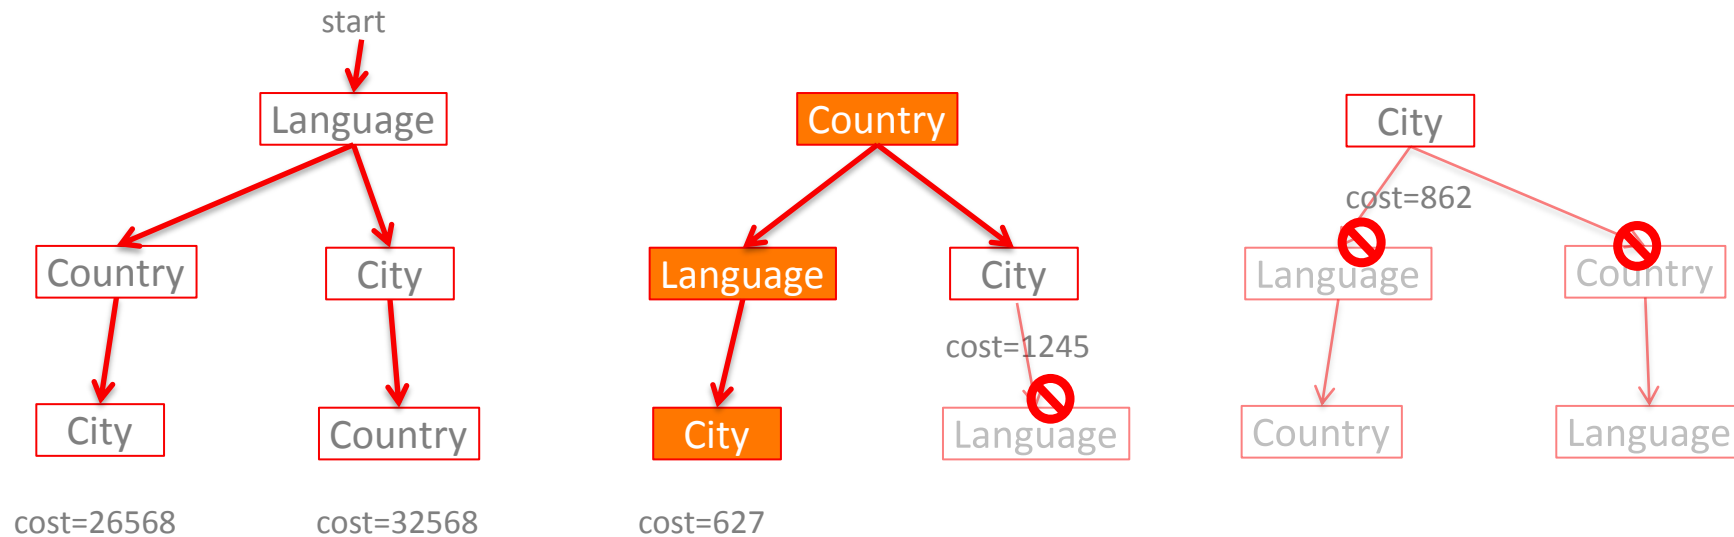 start
Language
Country
City
cost=862
Country
City
Language
City
Language
Country
cost=1245
City
Country
City
Language
Country
Language
cost=26568
cost=32568
cost=627